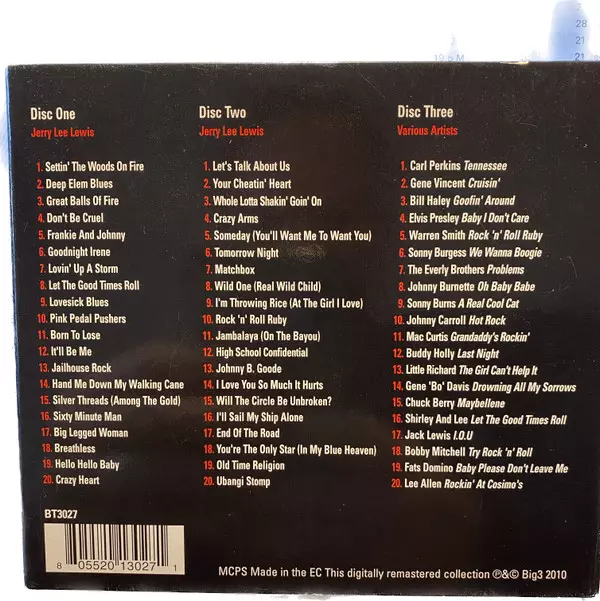 Disc One
Jerry Lee Lewis
1. Settin' The Woods On Fire
2. Deep Elem Blues
3. Great Balls Of Fire
4. Don't Be Cruel
5. Frankie And Johnny
6. Goodnight Irene
7. Lovin' Up A Storm
8. Let The Good Times Roll
9. Lovesick Blues
10. Pink Pedal Pushers
11. Born To Lose
12. It'll Be Me
13. Jailhouse Rock
14. Hand Me Down My Walking Cane
15. Silver Threads (Among The Gold)
16. Sixty Minute Man
17. Big Legged Woman
18. Breathless
19. Hello Hello Baby
20. Crazy Heart
Disc Two
Jerry Lee Lewis
1. Let's Talk About Us
2. Your Cheatin' Heart
3. Whole Lotta Shakin' Goin' On
4. Crazy Arms
5. Someday (You'll Want Me To Want You)
6. Tomorrow Night
7. Matchbox
8. Wild One (Real Wild Child)
9. I'm Throwing Rice (At The Girl I Love)
10. Rock 'n' Roll Ruby
11. Jambalaya (On The Bayou)
12. High School Confidential
13. Johnny B. Goode
14. I Love You So Much It Hurts
15. Will The Circle Be Unbroken?
16. I'll Sail My Ship Alone
17. End Of The Road
18. You're The Only Star (In My Blue Heaven)
19. Old Time Religion
20. Ubangi Stomp
Disc Three
Various Artists
1. Carl Perkins Tennessee
2. Gene Vincent Cruisin'
3. Bill Haley Goofin' Around
4. Elvis Presley Baby I Don't Care
5. Warren Smith Rock 'n' Roll Ruby
6. Sonny Burgess We Wanna Boogie
7. The Everly Brothers Problems
8. Johnny Burnette Oh Baby Babe
9. Sonny Burns A Real Cool Cat
10. Johnny Carroll Hot Rock
11. Mac Curtis Grandaddy's Rockin'
12. Buddy Holly Last Night
13. Little Richard The Girl Can't Help It
14. Gene 'Bo' Davis Drowning All My Sorrows
15. Chuck Berry Maybellene
16. Shirley And Lee Let The Good Times Roll
17. Jack Lewis I.O.U
18. Bobby Mitchell Try Rock 'n' Roll
19. Fats Domino Baby Please Don't Leave Me
20. Lee Allen Rockin' At Cosimo's
BT3027
8 05520 13027 1
MCPS Made in the EC This digitally remastered collection ℗&© Big3 2010
28
21
21